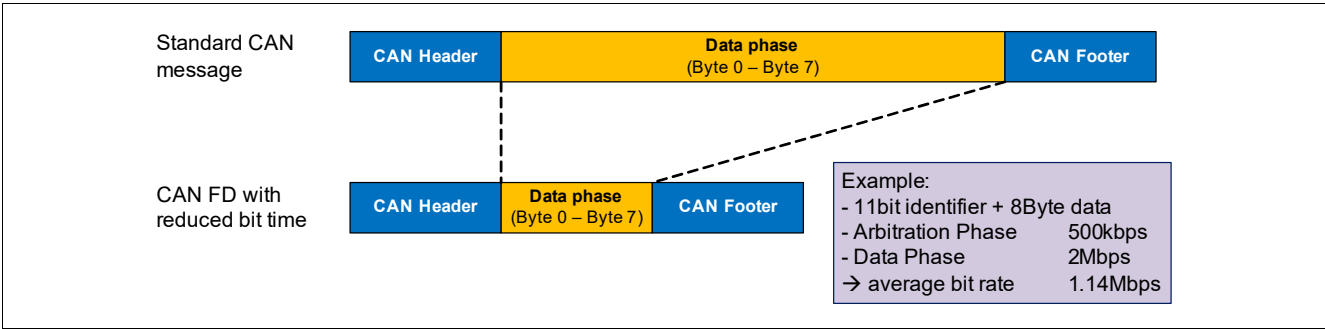 Standard CAN
message
CAN Header
Data phase
(Byte 0 – Byte 7)
CAN Footer
CAN FD with
reduced bit time
CAN Header
Data phase
(Byte 0 – Byte 7)
CAN Footer
Example:
- 11bit identifier + 8Byte data
- Arbitration Phase 500kbps
- Data Phase 2Mbps
→ average bit rate 1.14Mbps